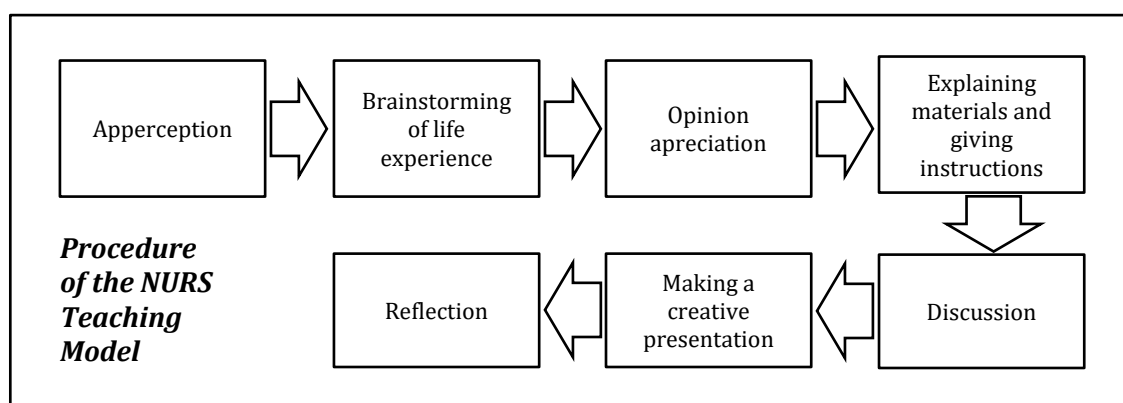 Apperception
Brainstorming
of life
experience
Opinion
apreciation
Explaining
materials and
giving
instructions
Procedure
of the NURS
Teaching
Model
Reflection
Making a
creative
presentation
Discussion